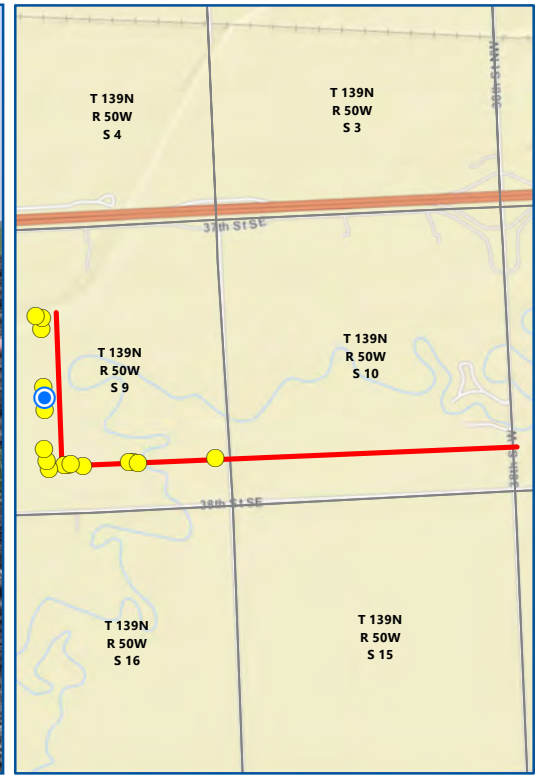 T 139N
R 50W
S 4
T 139N
R 50W
S 3
37th St SE
T 139N
R 50W
S 9
T 139N
R 50W
S 10
38th St SE
T 139N
R 50W
S 16
T 139N
R 50W
S 15